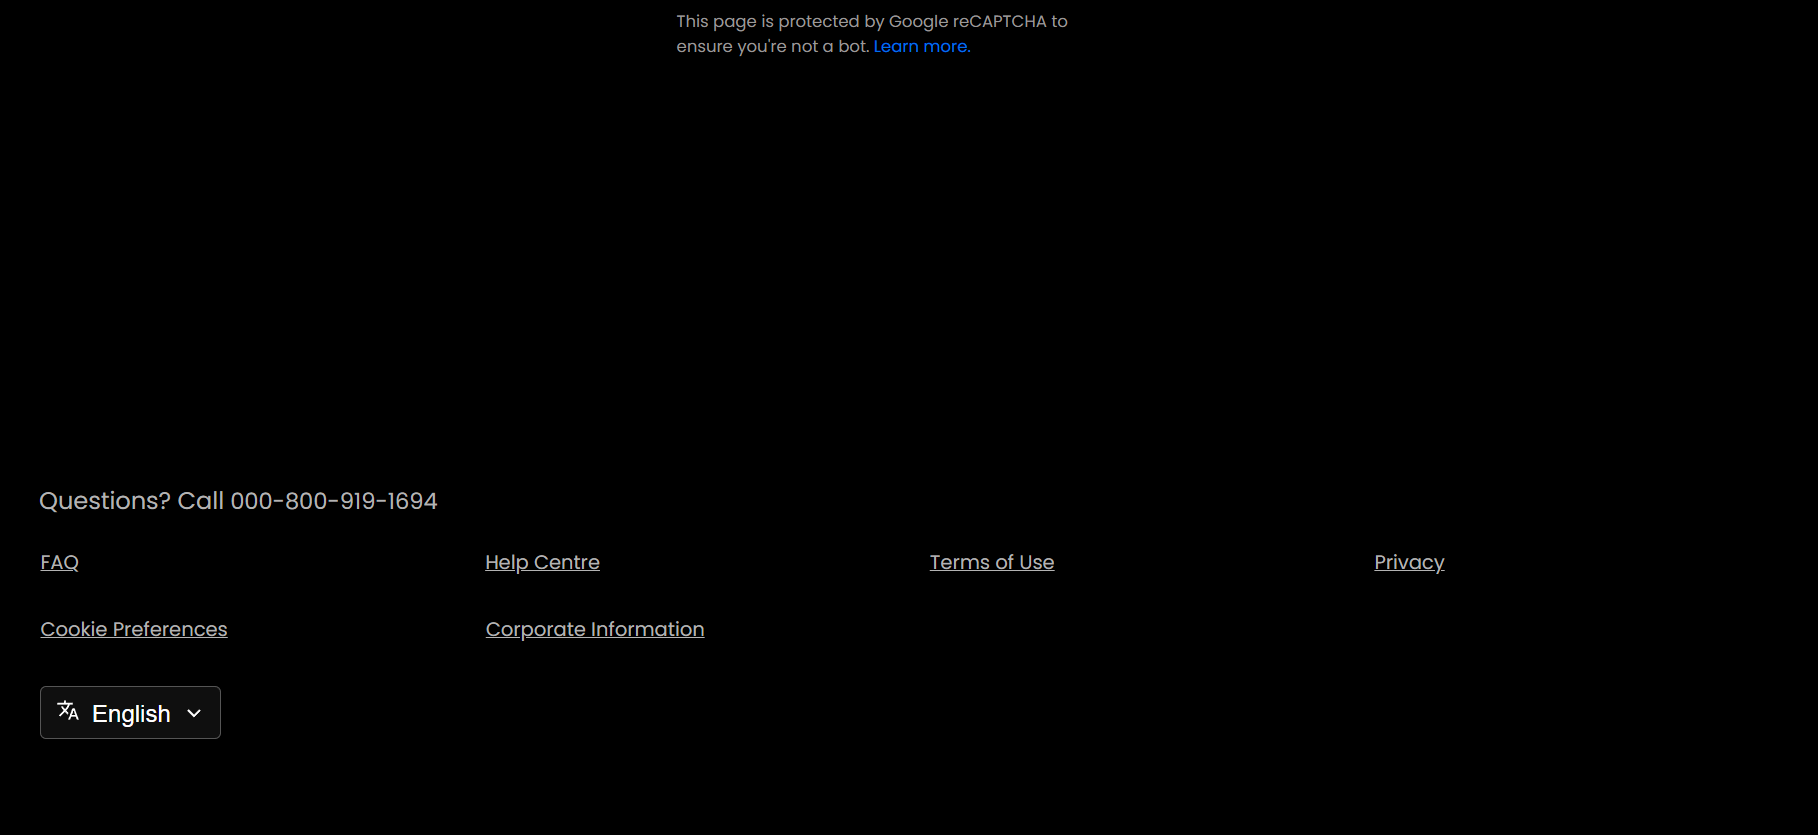 This page is protected by Google reCAPTCHA to
ensure you're not a bot. Learn more.
Questions? Call 000-800-919-1694
FAQ
Help Centre
Terms of Use
Privacy
Cookie Preferences
Corporate Information
English